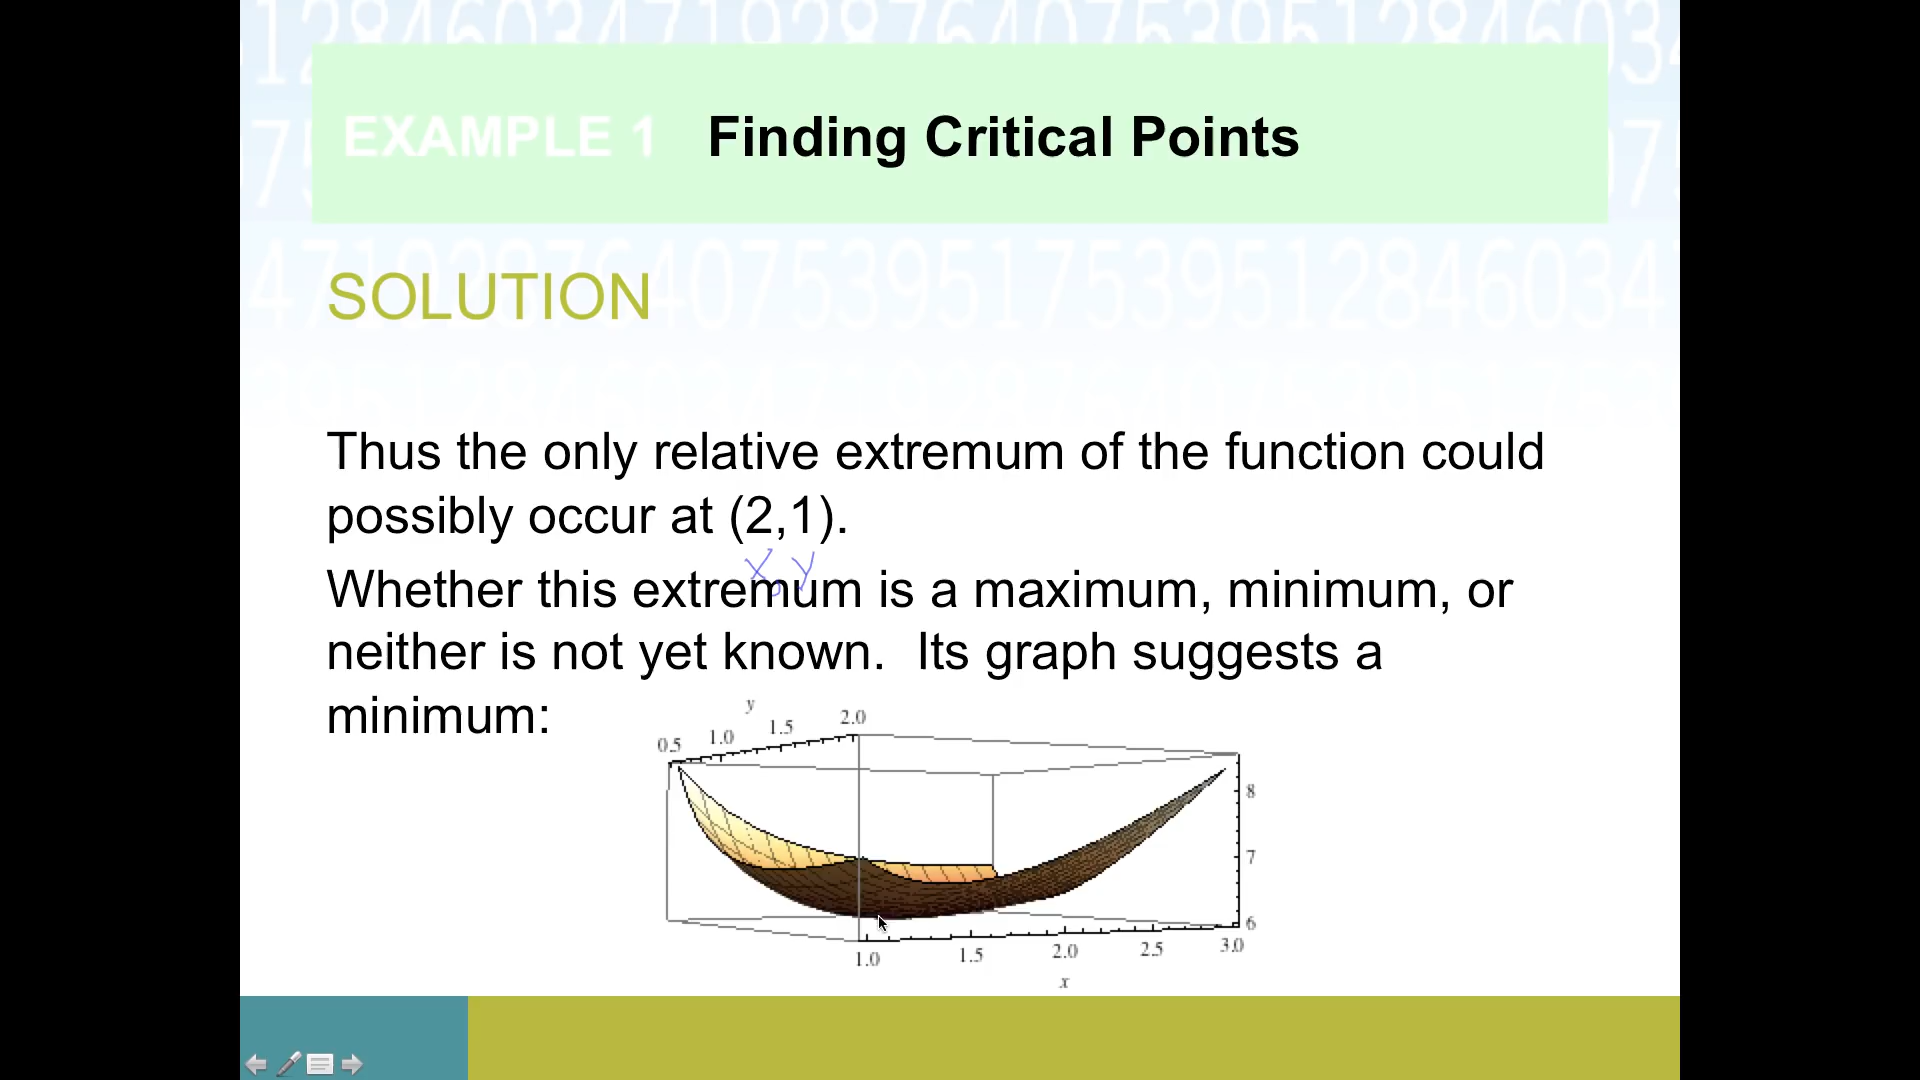 EXAMPLE 1 Finding Critical Points
SOLUTION
Thus the only relative extremum of the function could
possibly occur at (2,1).
x, y
Whether this extremum is a maximum, minimum, or
neither is not yet known. Its graph suggests a
minimum:
y
0.5 1.0 1.5 2.0
8
7
6
1.0 1.5 2.0 2.5 3.0
x